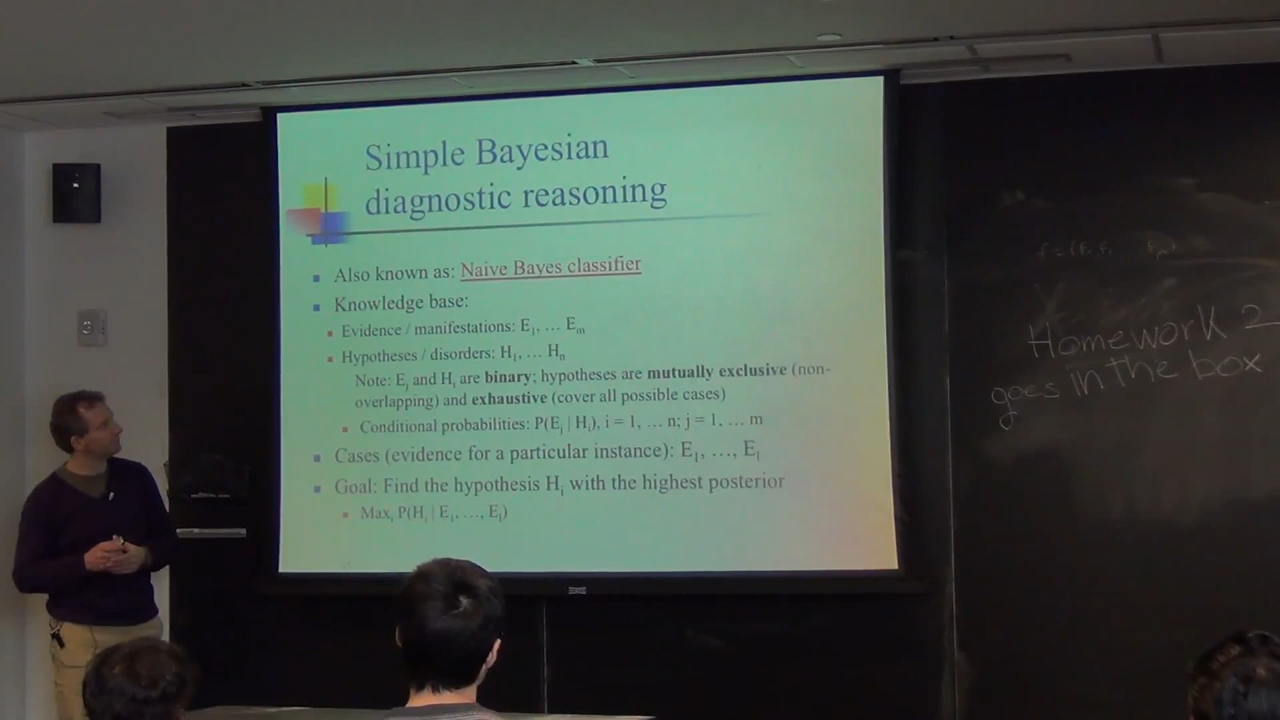 Simple Bayesian
diagnostic reasoning
Also known as: Naive Bayes classifier
Knowledge base:
Evidence / manifestations: E1, … Em
Hypotheses / disorders: H1, … Hn
Note: Ej and Hi are binary; hypotheses are mutually exclusive (non-
overlapping) and exhaustive (cover all possible cases)
Conditional probabilities: P(Ej | Hi), i = 1, … n; j = 1, … m
Cases (evidence for a particular instance): E1, …, El
Goal: Find the hypothesis Hi with the highest posterior
Maxi P(Hi | E1, …, El)
Homework 2
goes in the box